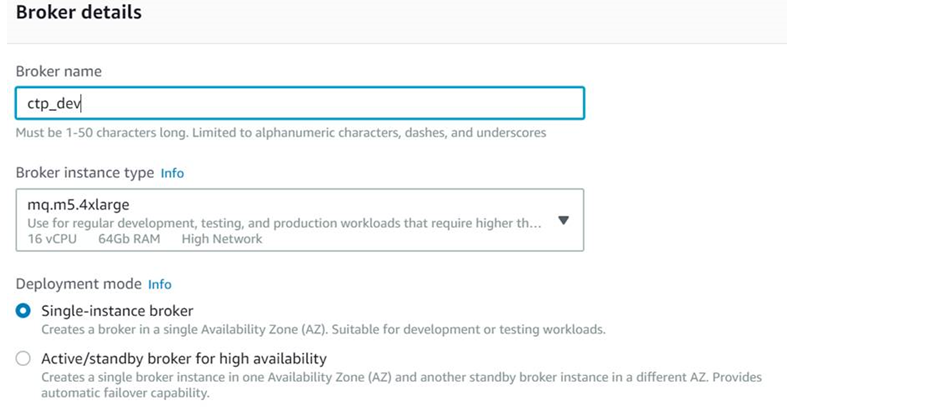 Broker details
Broker name
ctp_dev
Must be 1-50 characters long. Limited to alphanumeric characters, dashes, and underscores
Broker instance type Info
mq.m5.4xlarge
Use for regular development, testing, and production workloads that require higher th...
16 vCPU 64Gb RAM High Network
Deployment mode Info
Single-instance broker
Creates a broker in a single Availability Zone (AZ). Suitable for development or testing workloads.
Active/standby broker for high availability
Creates a single broker instance in one Availability Zone (AZ) and another standby broker instance in a different AZ. Provides
automatic failover capability.